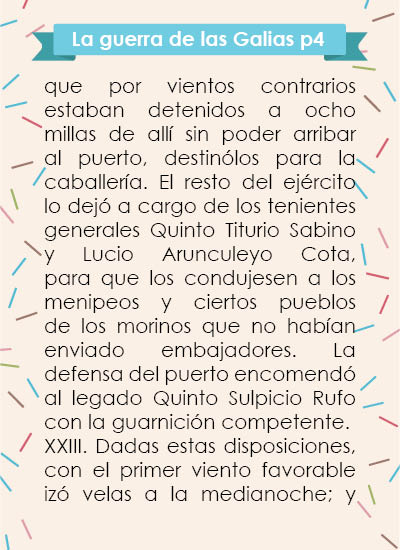 La guerra de las Galias p4
que por vientos contrarios
estaban detenidos a ocho
millas de allí sin poder arribar
al puerto, destinólos para la
caballería. El resto del ejército
lo dejó a cargo de los tenientes
generales Quinto Titurio Sabino
y Lucio Arunculeyo Cota,
para que los condujesen a los
menipeos y ciertos pueblos
de los morinos que no habían
enviado embajadores. La
defensa del puerto encomendó
al legado Quinto Sulpicio Rufo
con la guarnición competente.
XXIII. Dadas estas disposiciones,
con el primer viento favorable
izó velas a la medianoche; y